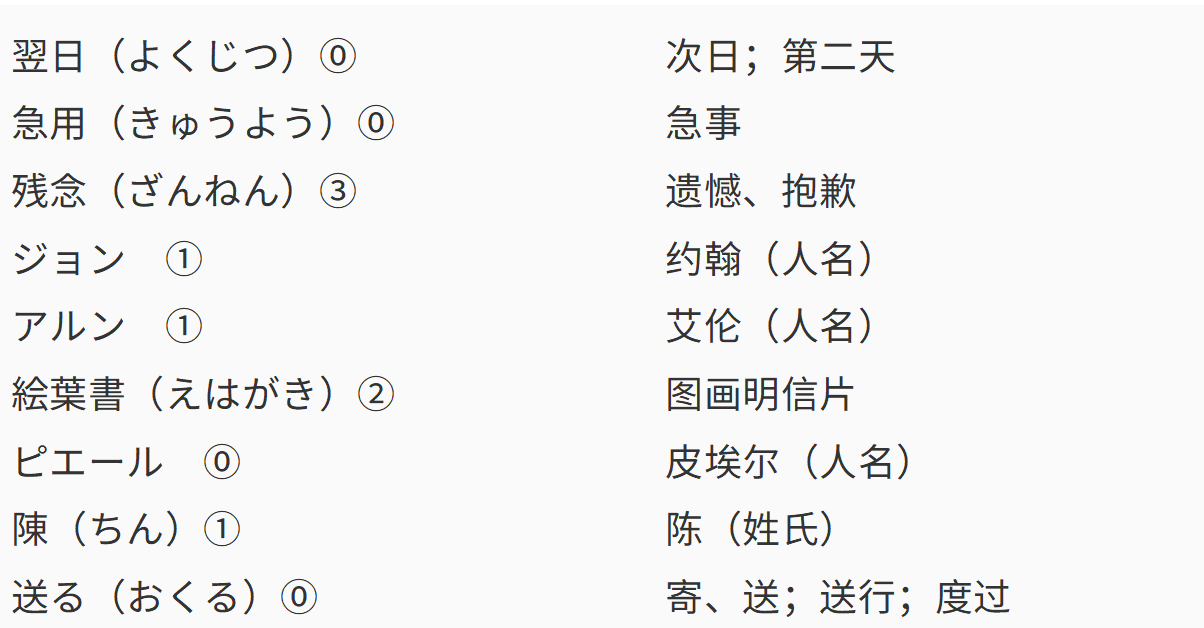 翌日（よくじつ）⓪ 次日；第二天
急用（きゅうよう）⓪ 急事
残念（ざんねん）③ 遗憾、抱歉
ジョン　① 约翰（人名）
アルン　① 艾伦（人名）
絵葉書（えはがき）② 图画明信片
ピエール　⓪ 皮埃尔（人名）
陳（ちん）① 陈（姓氏）
送る（おくる）⓪ 寄、送；送行；度过